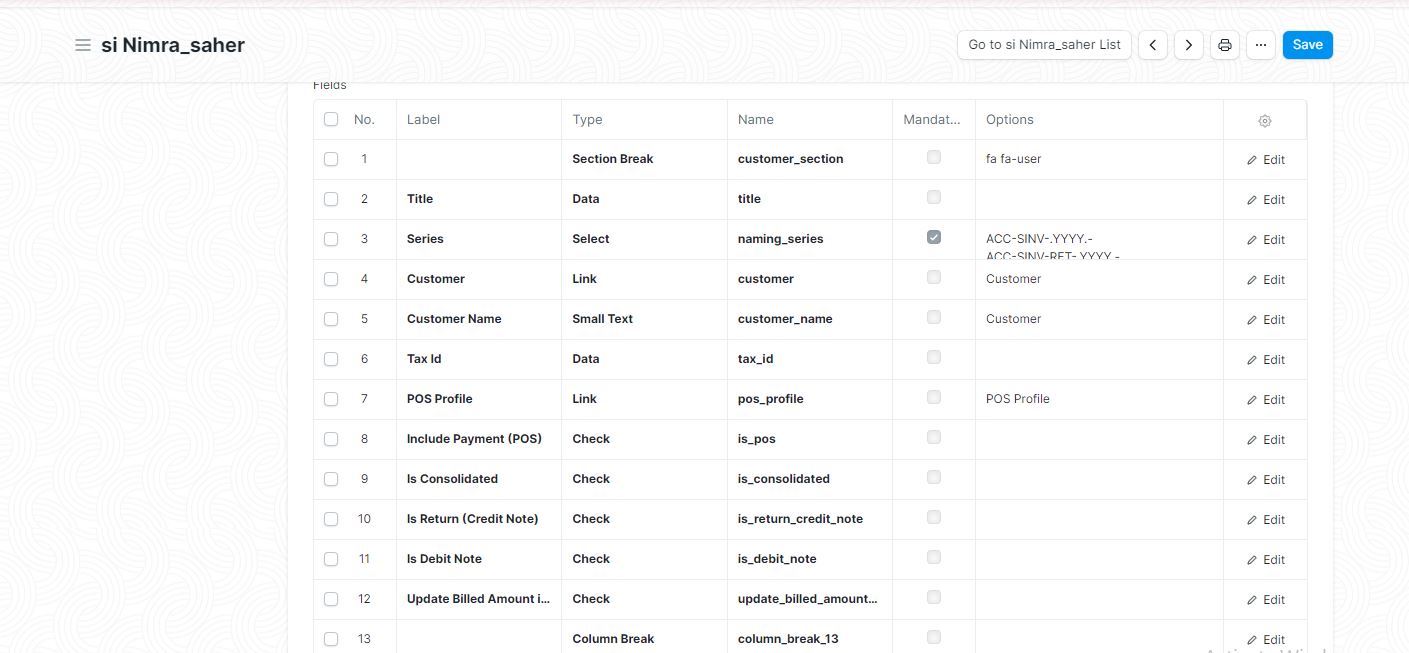 si Nimra_saher
Go to si Nimra_saher List
Save
Fields
No. Label Type Name Mandat... Options
1 Section Break customer_section fa fa-user Edit
2 Title Data title Edit
3 Series Select naming_series ACC-SINV-.YYYY.- Edit
ACC-SINV-RET-.YYYY.-
4 Customer Link customer Customer Edit
5 Customer Name Small Text customer_name Customer Edit
6 Tax Id Data tax_id Edit
7 POS Profile Link pos_profile POS Profile Edit
8 Include Payment (POS) Check is_pos Edit
9 Is Consolidated Check is_consolidated Edit
10 Is Return (Credit Note) Check is_return_credit_note Edit
11 Is Debit Note Check is_debit_note Edit
12 Update Billed Amount i... Check update_billed_amount... Edit
13 Column Break column_break_13 Edit